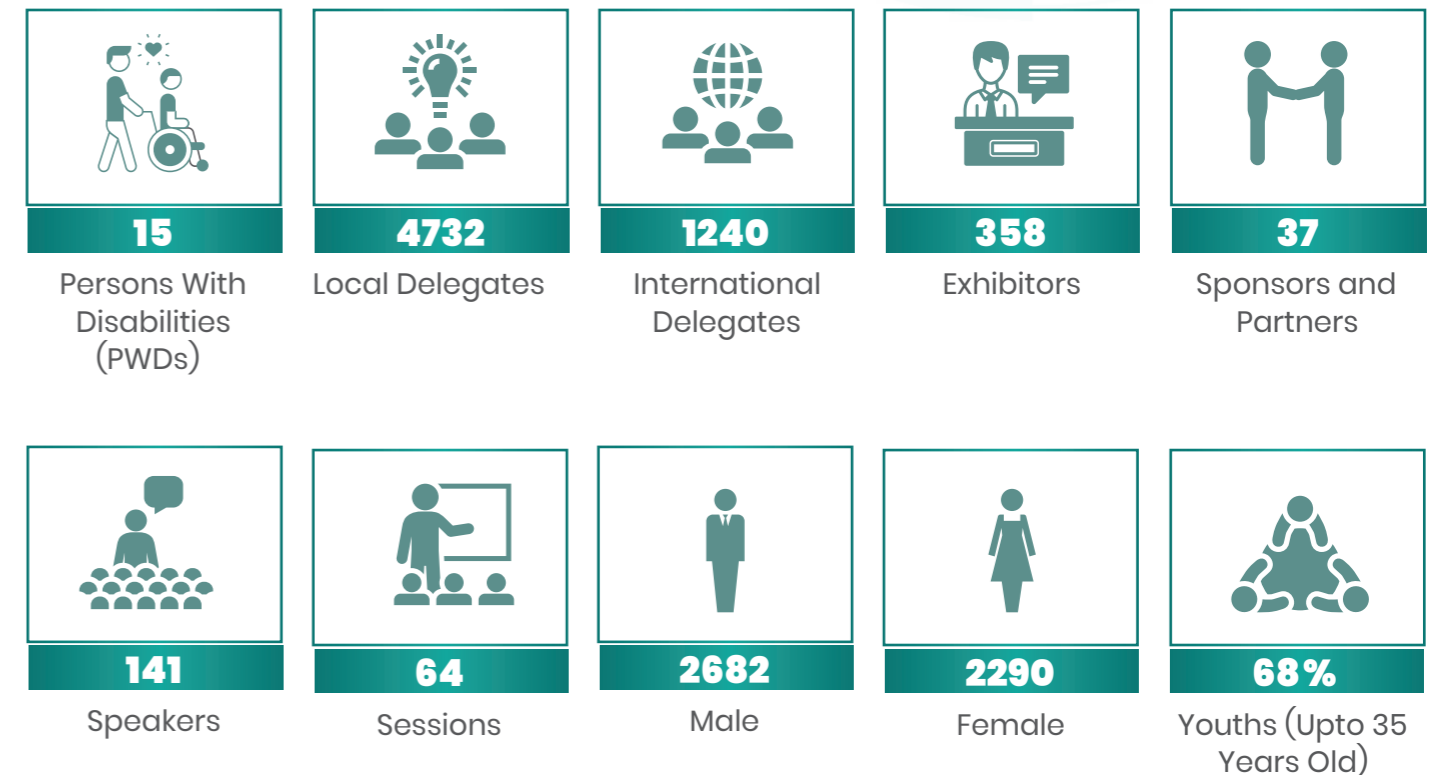 15
Persons With
Disabilities
(PWDs)
4732
Local Delegates
1240
International
Delegates
358
Exhibitors
37
Sponsors and
Partners
141
Speakers
64
Sessions
2682
Male
2290
Female
68%
Youths (Upto 35
Years Old)